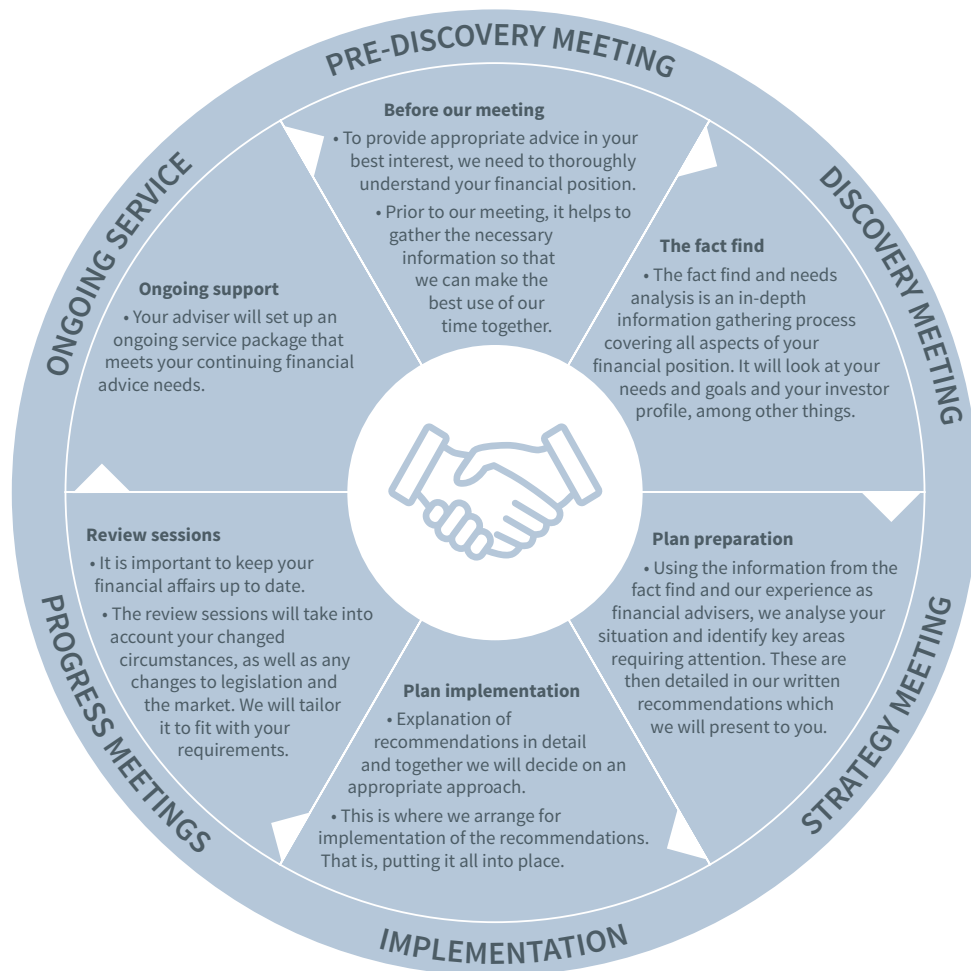 PRE-DISCOVERY MEETING
Before our meeting
• To provide appropriate advice in your
best interest, we need to thoroughly
understand your financial position.
• Prior to our meeting, it helps to
gather the necessary
information so that
we can make the
best use of our
time together.
DISCOVERY MEETING
The fact find
• The fact find and needs
analysis is an in-depth
information gathering process
covering all aspects of your
financial position. It will look at your
needs and goals and your investor
profile, among other things.
STRATEGY MEETING
Plan preparation
• Using the information from the
fact find and our experience as
financial advisers, we analyse your
situation and identify key areas
requiring attention. These are
then detailed in our written
recommendations which
we will present to you.
IMPLEMENTATION
Plan implementation
• Explanation of
recommendations in detail
and together we will decide on an
appropriate approach.
• This is where we arrange for
implementation of the recommendations.
That is, putting it all into place.
PROGRESS MEETINGS
Review sessions
• It is important to keep your
financial affairs up to date.
• The review sessions will take into
account your changed
circumstances, as well as any
changes to legislation and
the market. We will tailor
it to fit with your
requirements.
ONGOING SERVICE
Ongoing support
• Your adviser will set up an
ongoing service package that
meets your continuing financial
advice needs.